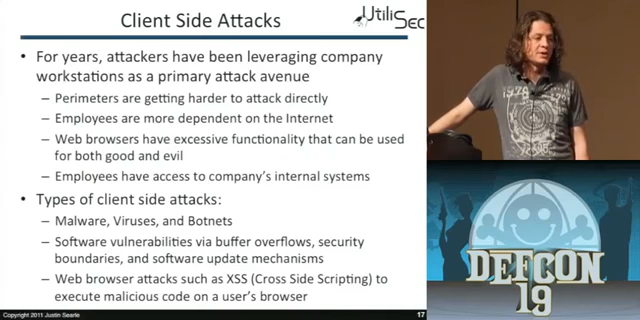 Client Side Attacks
UtiliSec
• For years, attackers have been leveraging company
workstations as a primary attack avenue
– Perimeters are getting harder to attack directly
– Employees are more dependent on the Internet
– Web browsers have excessive functionality that can be used
for both good and evil
– Employees have access to company's internal systems
• Types of client side attacks:
– Malware, Viruses, and Botnets
– Software vulnerabilities via buffer overflows, security
boundaries, and software update mechanisms
– Web browser attacks such as XSS (Cross Side Scripting) to
execute malicious code on a user's browser
Copyright 2011 Justin Searle
17
DEFCON
19